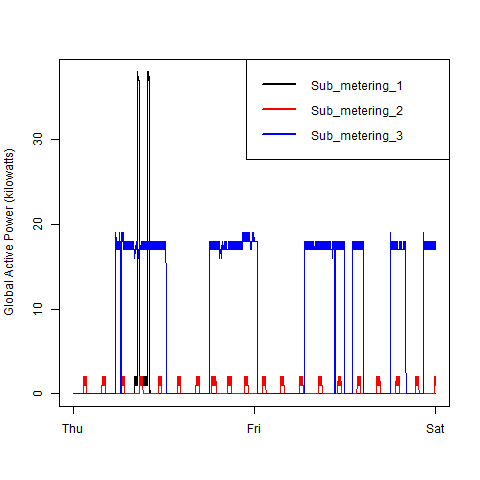 Sub_metering_1
Sub_metering_2
Sub_metering_3
Global Active Power (kilowatts)
30
20
10
0
Thu Fri Sat